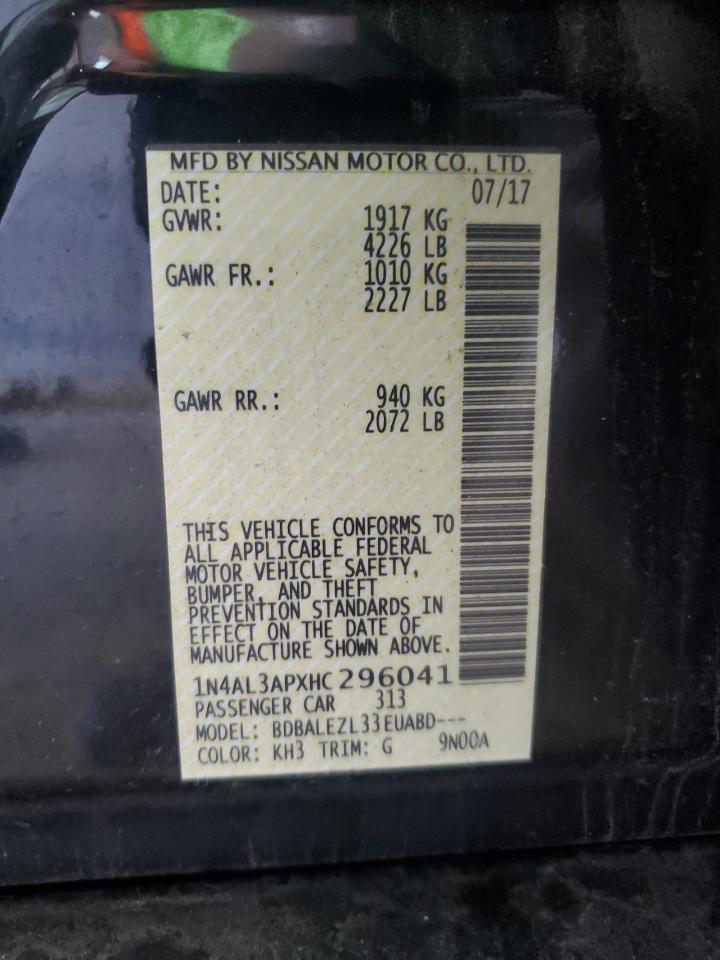 MFD BY NISSAN MOTOR CO., LTD.
DATE: 07/17
GVWR: 1917 KG
4226 LB
GAWR FR.: 1010 KG
2227 LB
GAWR RR.: 940 KG
2072 LB
THIS VEHICLE CONFORMS TO
ALL APPLICABLE FEDERAL
MOTOR VEHICLE SAFETY,
BUMPER, AND THEFT
PREVENTION STANDARDS IN
EFFECT ON THE DATE OF
MANUFACTURE SHOWN ABOVE.
1N4AL3APXHC296041
PASSENGER CAR 313
MODEL: BDBALEZL33EUABD---
COLOR: KH3 TRIM: G 9N00A